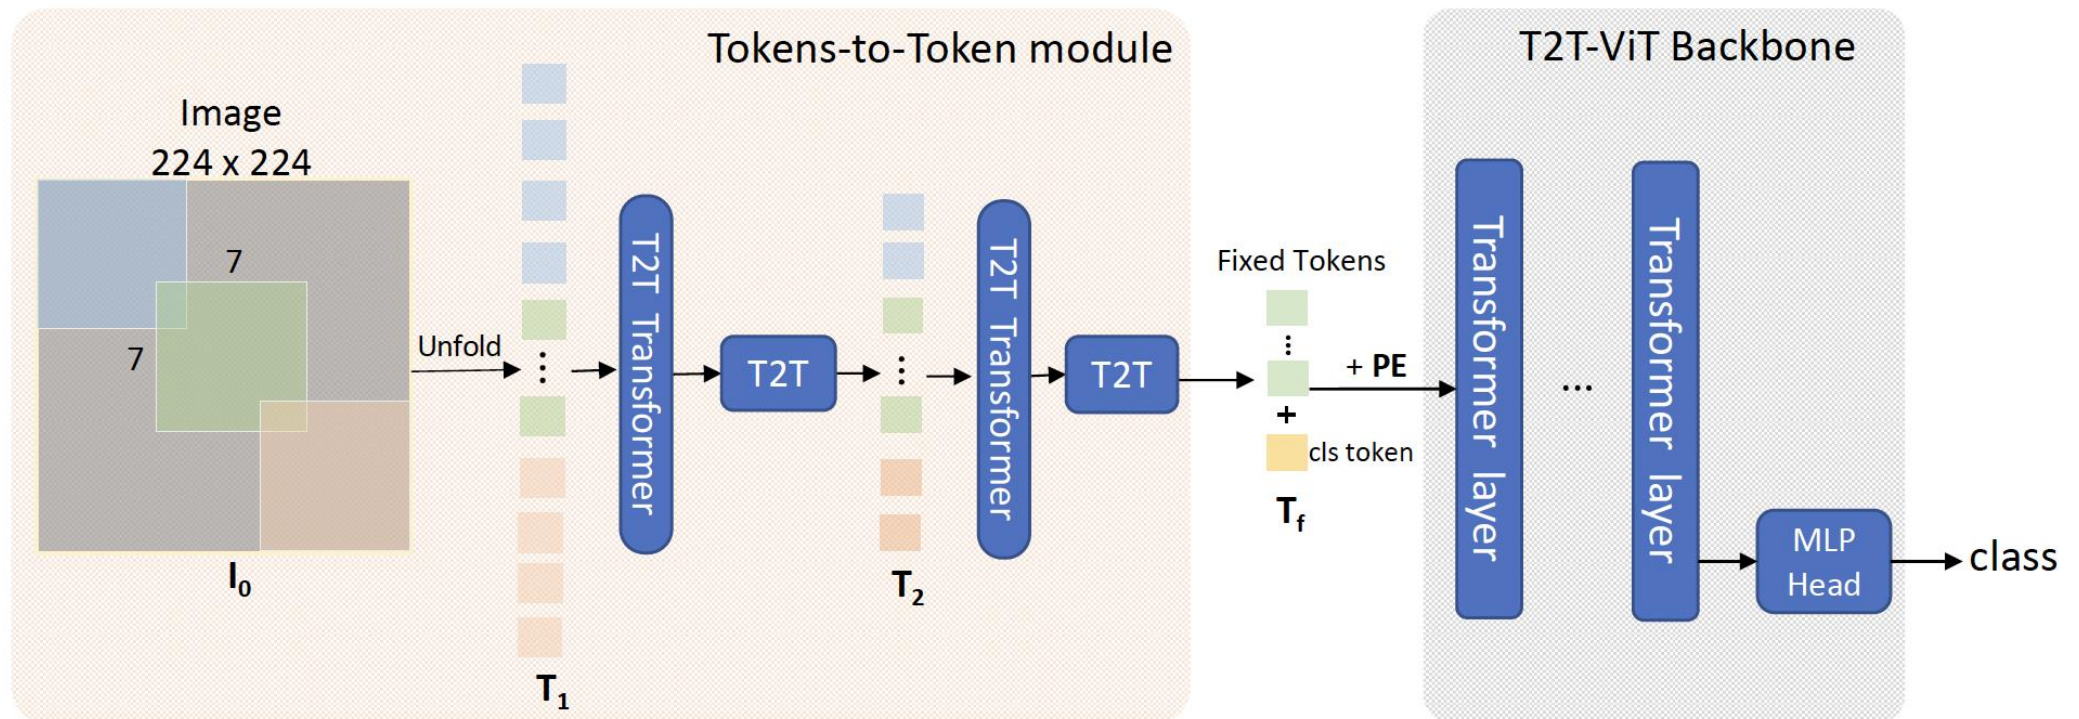 Tokens-to-Token module
T2T-ViT Backbone
Image
224 x 224
7
7
I₀
Unfold
...
T₁
T2T Transformer
T2T
...
T₂
T2T Transformer
T2T
Fixed Tokens
...
+
cls token
T_f
+ PE
Transformer layer
...
Transformer layer
MLP
Head
class